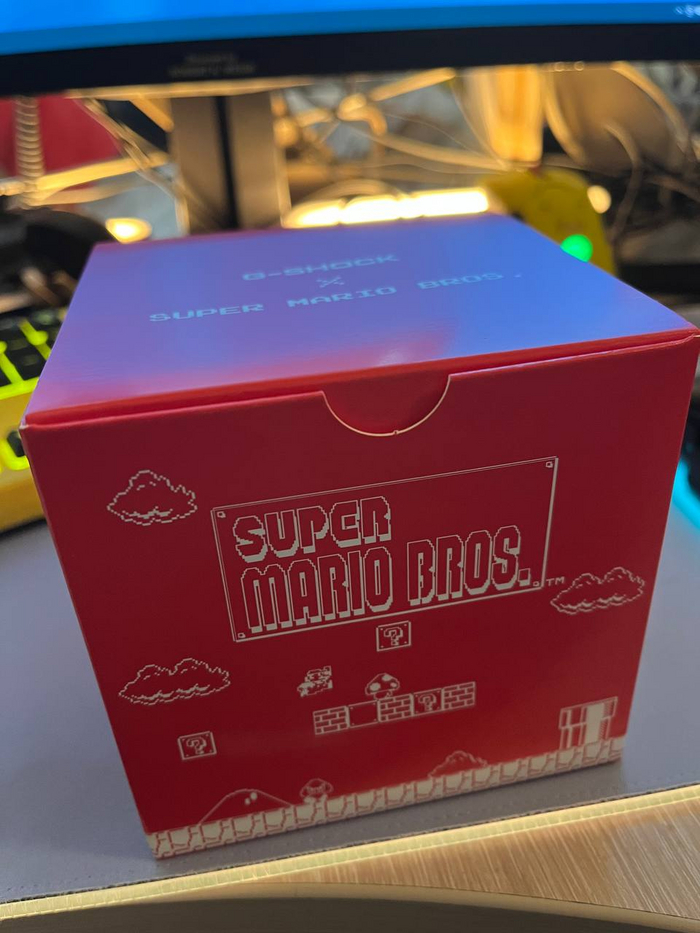 G-SHOCK
×
SUPER MARIO BROS.
SUPER
MARIO BROS.™
?
?
?